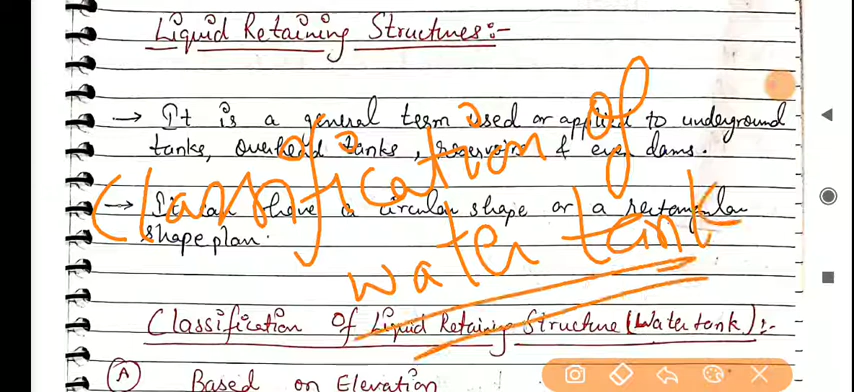 Liquid Retaining Structures:-
→ It is a general term used or applied to underground
tanks, overhead tanks, reservoirs & even dams.
→ It can have a circular shape or a rectangular
shape plan.
Classification of
water tank
Classification Of Liquid Retaining Structure (Water tank):-
A Based on Elevation